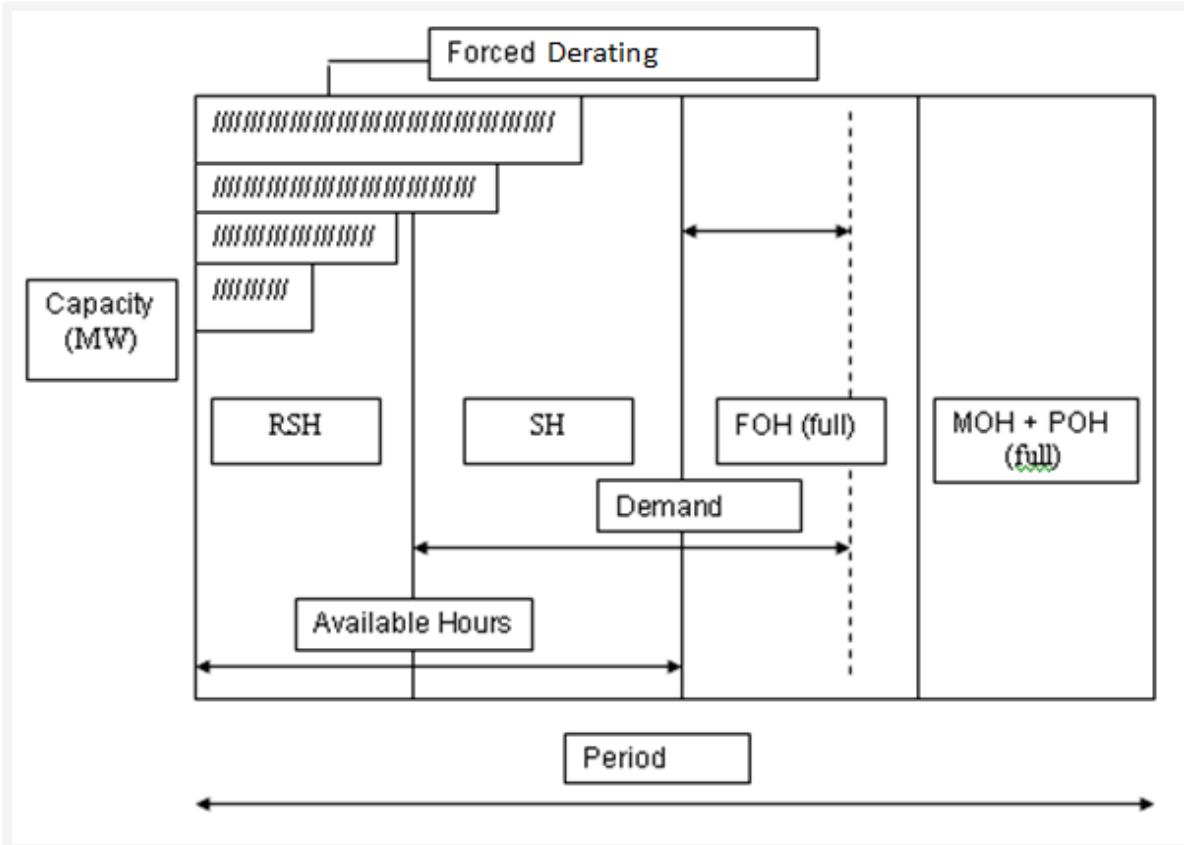 Forced Derating
Capacity
(MW)
RSH
SH
FOH (full)
MOH + POH
(full)
Demand
Available Hours
Period